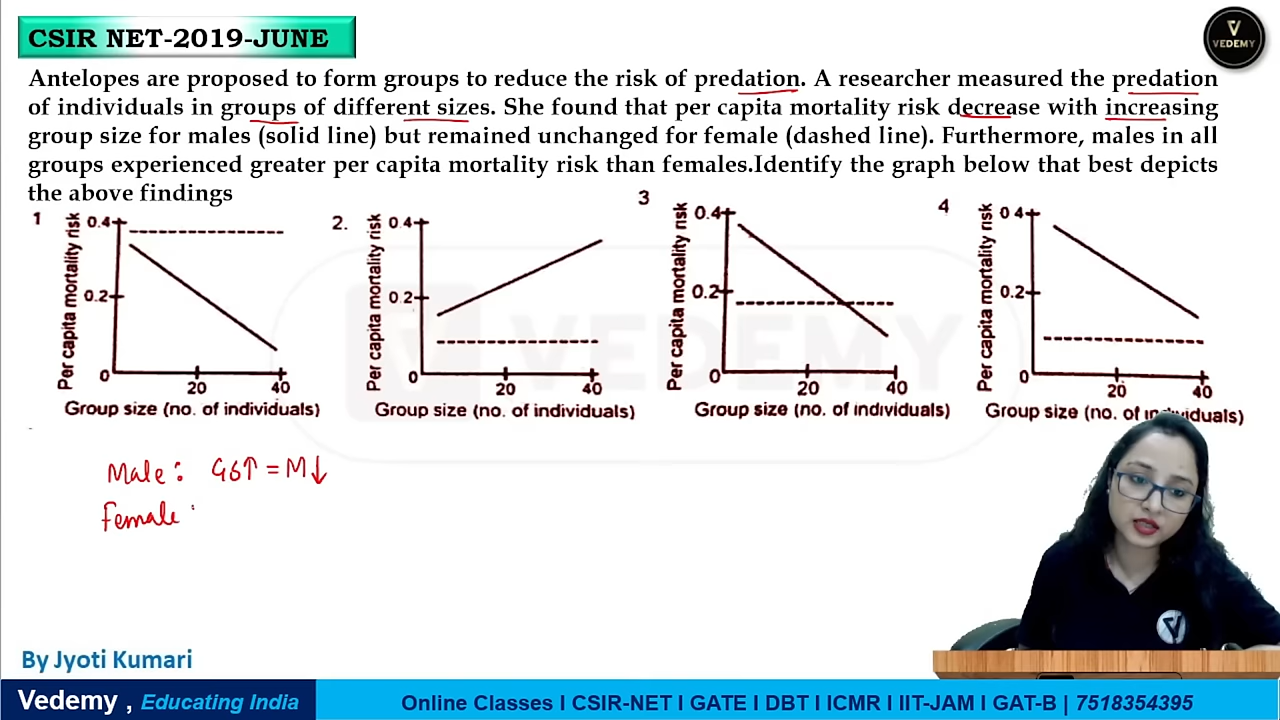 CSIR NET-2019-JUNE
VEDEMY
Antelopes are proposed to form groups to reduce the risk of predation. A researcher measured the predation
of individuals in groups of different sizes. She found that per capita mortality risk decrease with increasing
group size for males (solid line) but remained unchanged for female (dashed line). Furthermore, males in all
groups experienced greater per capita mortality risk than females.Identify the graph below that best depicts
the above findings
1
Per capita mortality risk
0.4
0.2
0
20
40
Group size (no. of individuals)
2.
Per capita mortality risk
0.4
0.2
0
20
40
Group size (no. of individuals)
3
Per capita mortality risk
0.4
0.2
0
20
40
Group size (no. of individuals)
4
Per capita mortality risk
0 4
0.2
0
20
40
Group size (no. of individuals)
VEDEMY
Male: GS↑ = M↓
Female :
By Jyoti Kumari
Vedemy , Educating India
Online Classes I CSIR-NET I GATE I DBT I ICMR I IIT-JAM I GAT-B | 7518354395